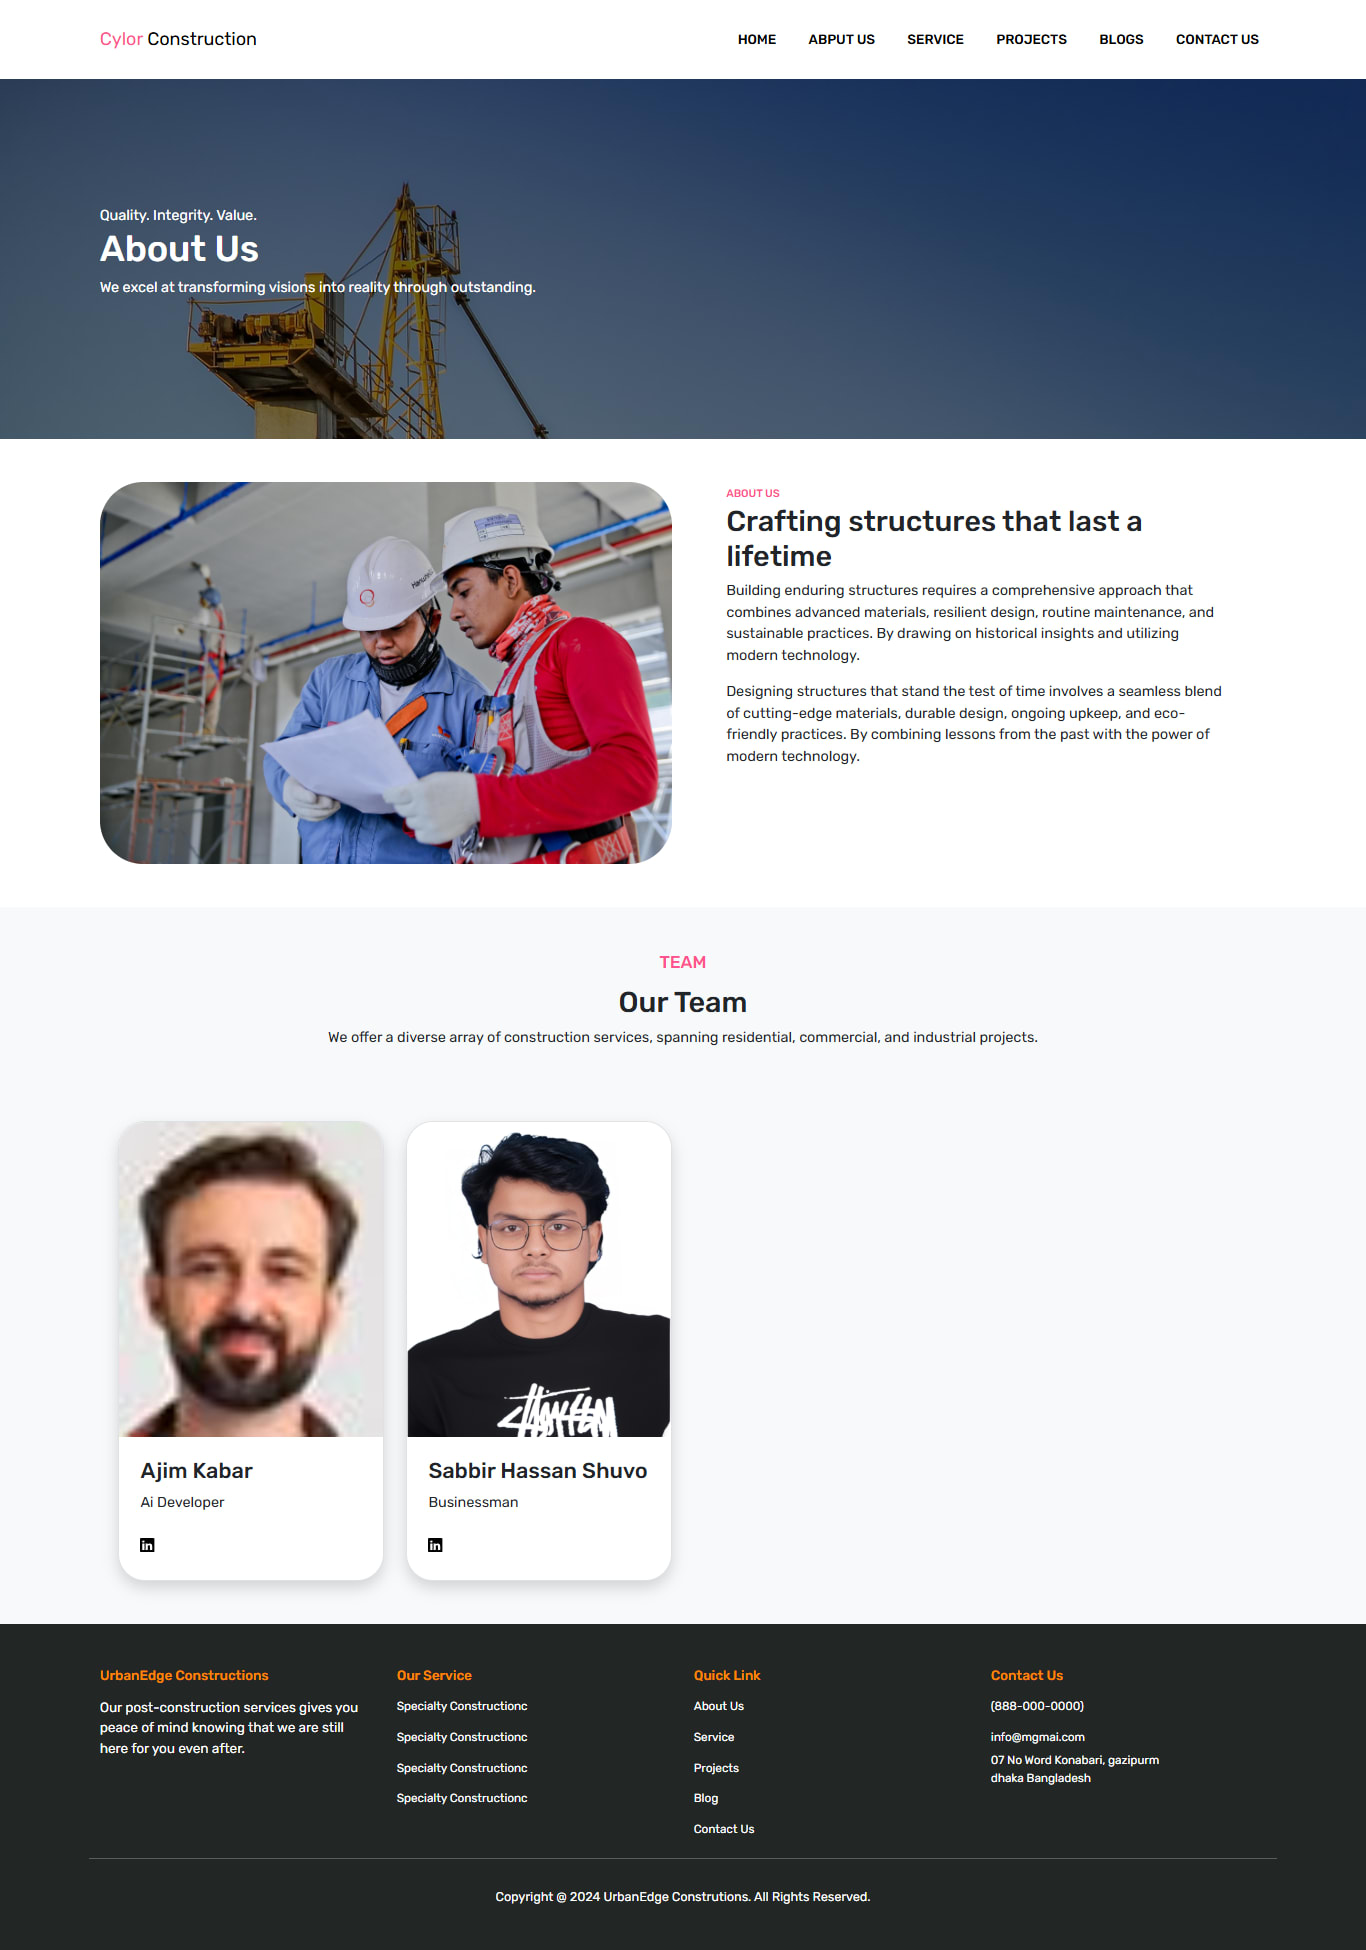 Cylor Construction
HOME ABPUT US SERVICE PROJECTS BLOGS CONTACT US
Quality. Integrity. Value.
About Us
We excel at transforming visions into reality through outstanding.
ABOUT US
Crafting structures that last a
lifetime
Building enduring structures requires a comprehensive approach that
combines advanced materials, resilient design, routine maintenance, and
sustainable practices. By drawing on historical insights and utilizing
modern technology.
Designing structures that stand the test of time involves a seamless blend
of cutting-edge materials, durable design, ongoing upkeep, and eco-
friendly practices. By combining lessons from the past with the power of
modern technology.
TEAM
Our Team
We offer a diverse array of construction services, spanning residential, commercial, and industrial projects.
Ajim Kabar
Ai Developer
in
Sabbir Hassan Shuvo
Businessman
in
UrbanEdge Constructions
Our post-construction services gives you
peace of mind knowing that we are still
here for you even after.
Our Service
Specialty Constructionc
Specialty Constructionc
Specialty Constructionc
Specialty Constructionc
Quick Link
About Us
Service
Projects
Blog
Contact Us
Contact Us
(888-000-0000)
info@mgmai.com
07 No Word Konabari, gazipurm
dhaka Bangladesh
Copyright @ 2024 UrbanEdge Construtions. All Rights Reserved.